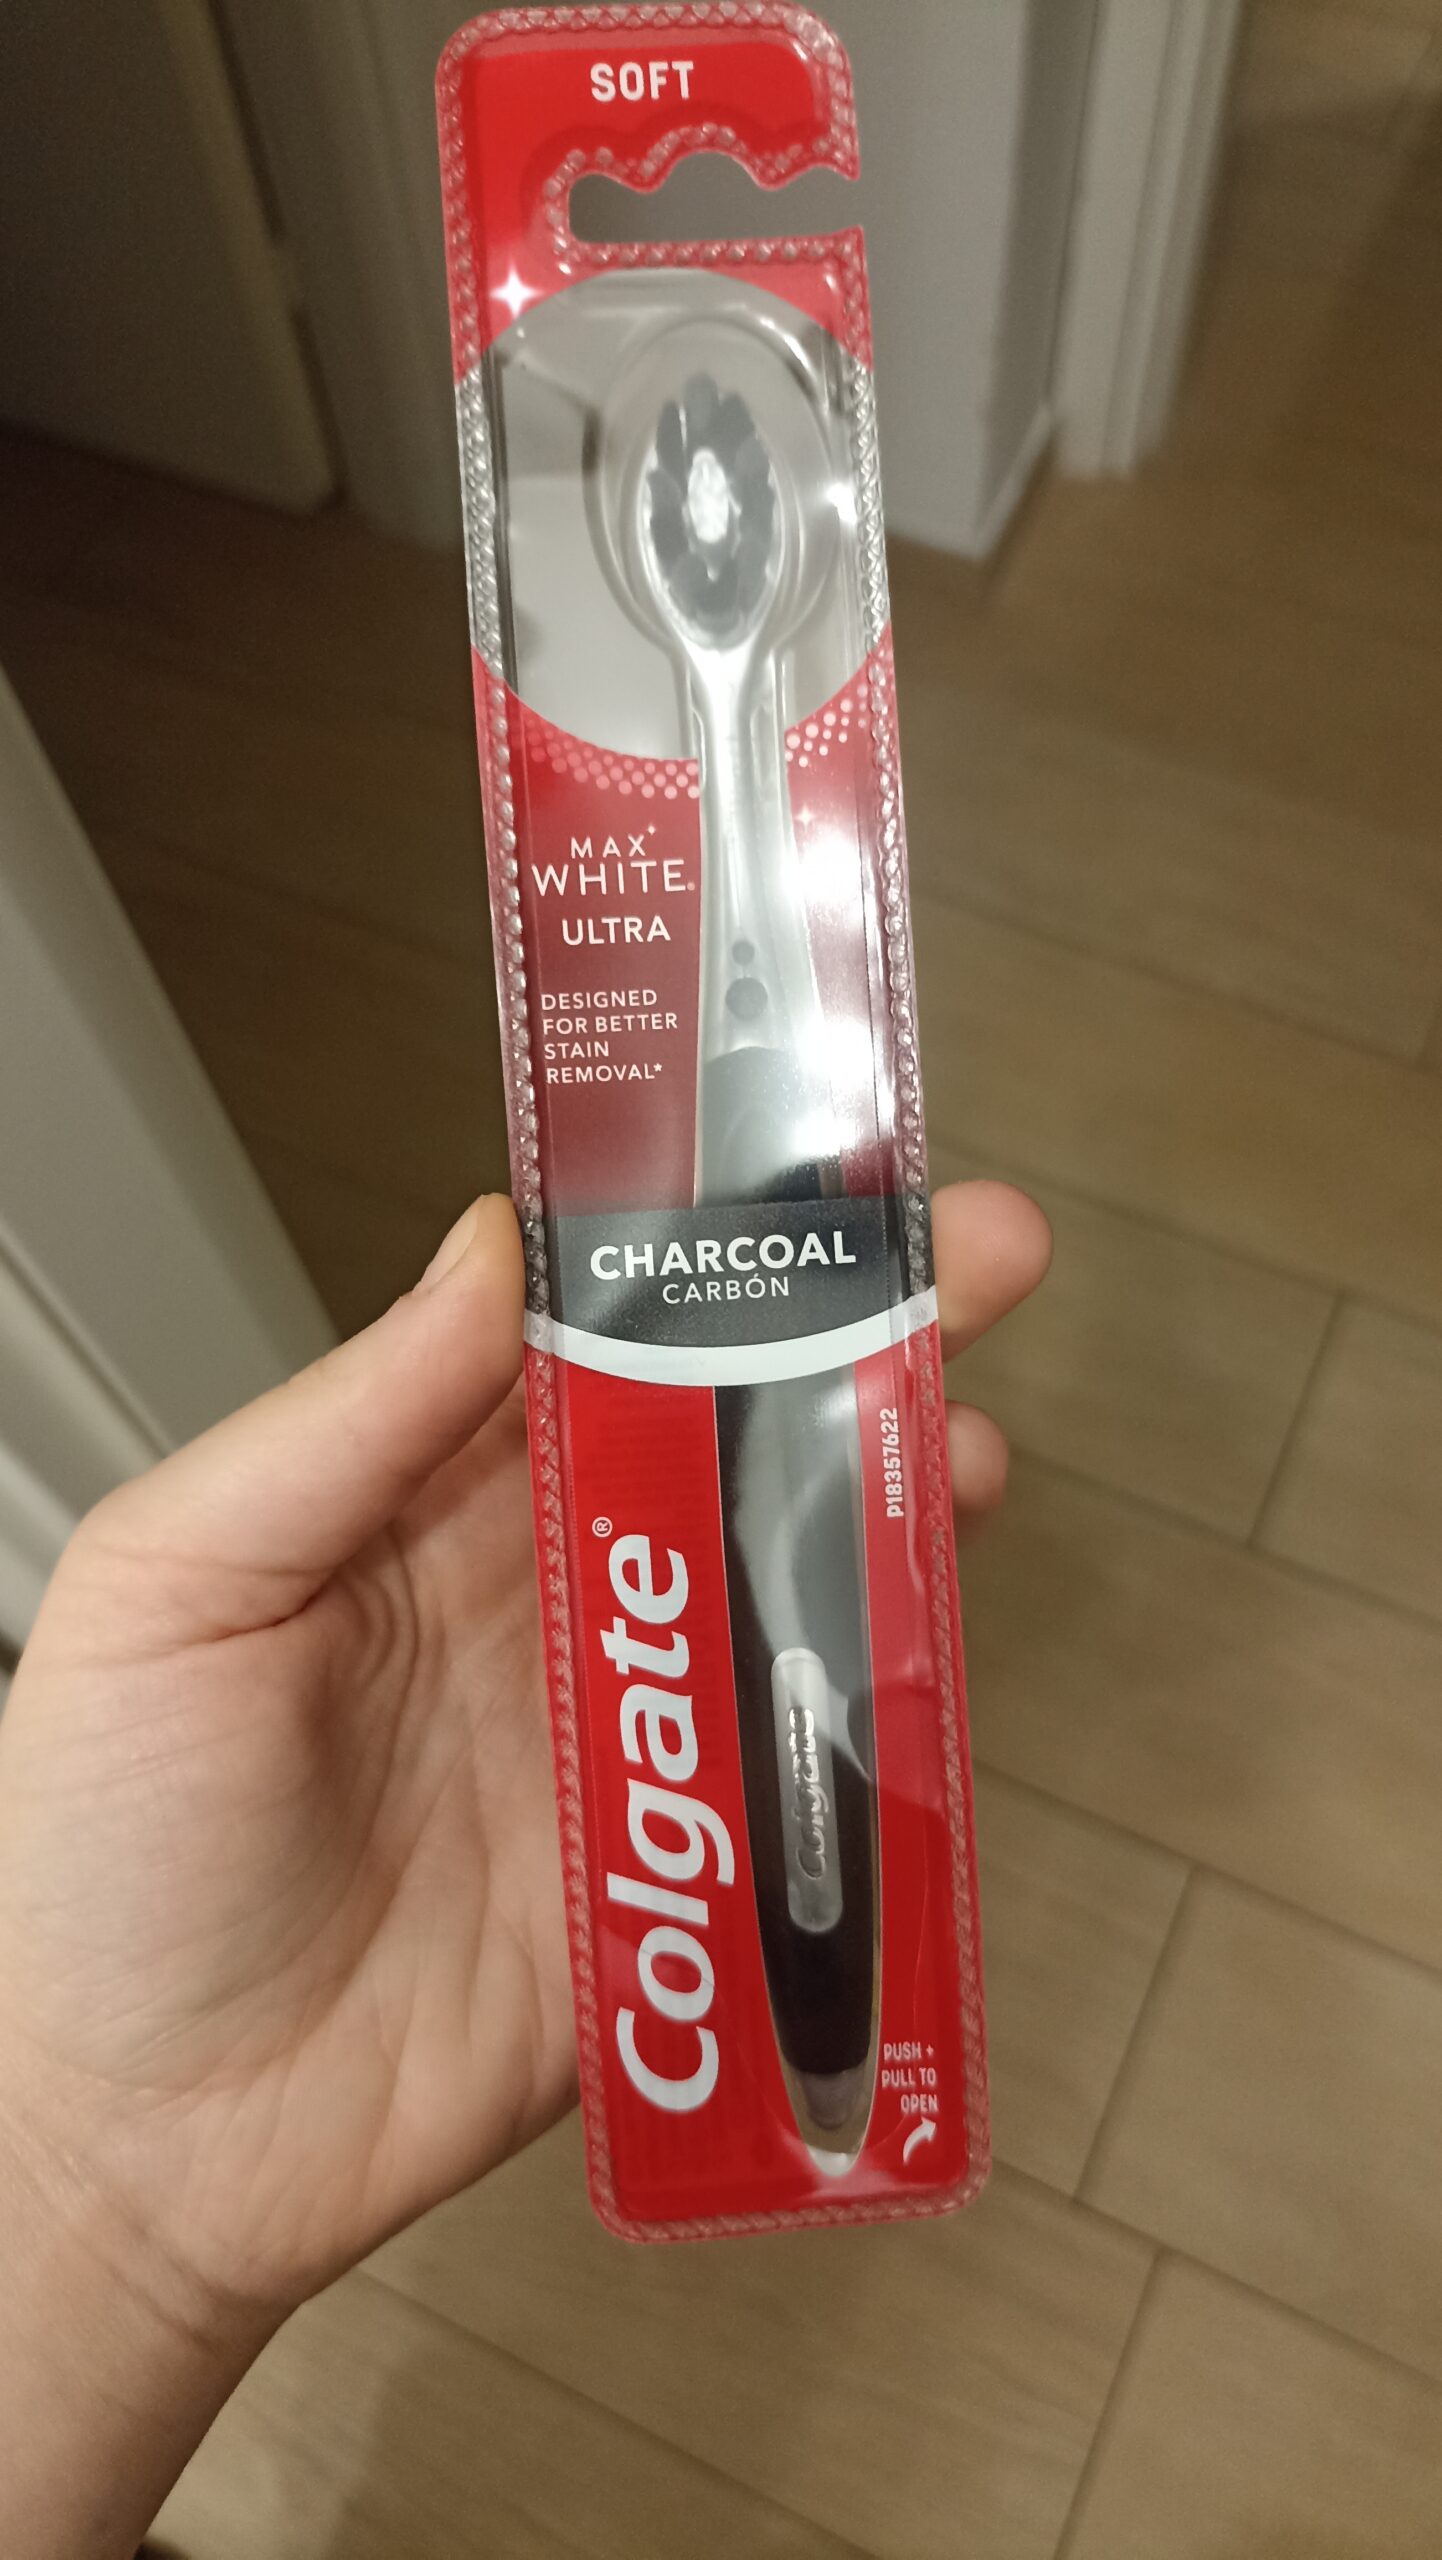 SOFT
MAX
WHITE®
ULTRA
DESIGNED
FOR BETTER
STAIN
REMOVAL*
CHARCOAL
CARBÓN
P18357622
Colgate®
Colgate
PUSH +
PULL TO
OPEN